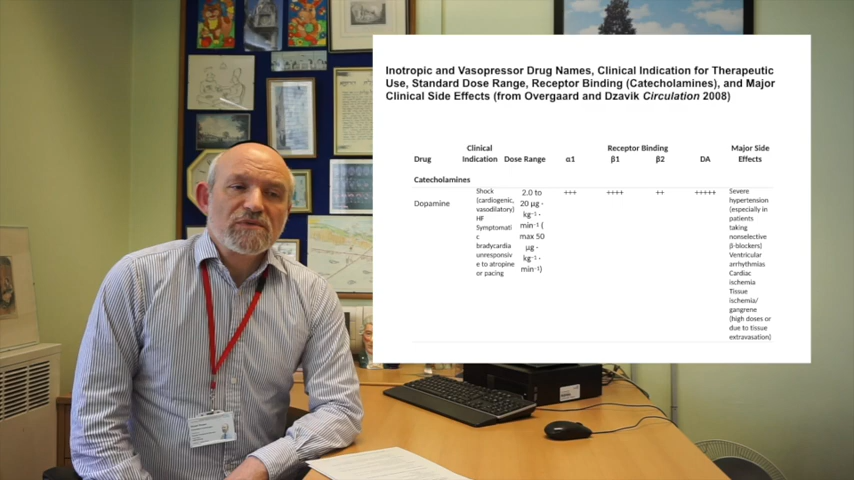 Inotropic and Vasopressor Drug Names, Clinical Indication for Therapeutic
Use, Standard Dose Range, Receptor Binding (Catecholamines), and Major
Clinical Side Effects (from Overgaard and Dzavik Circulation 2008)
Drug
Clinical
Indication
Dose Range
Receptor Binding
α1
β1
β2
DA
Major Side
Effects
Catecholamines
Dopamine
Shock
(cardiogenic,
vasodilatory)
HF
Symptomati
c
bradycardia
unresponsiv
e to atropine
or pacing
2.0 to
20 μg ·
kg⁻¹ ·
min⁻¹ (
max 50
μg ·
kg⁻¹ ·
min⁻¹)
+++
++++
++
+++++
Severe
hypertension
(especially in
patients
taking
nonselective
β-blockers)
Ventricular
arrhythmias
Cardiac
ischemia
Tissue
ischemia/
gangrene
(high doses or
due to tissue
extravasation)